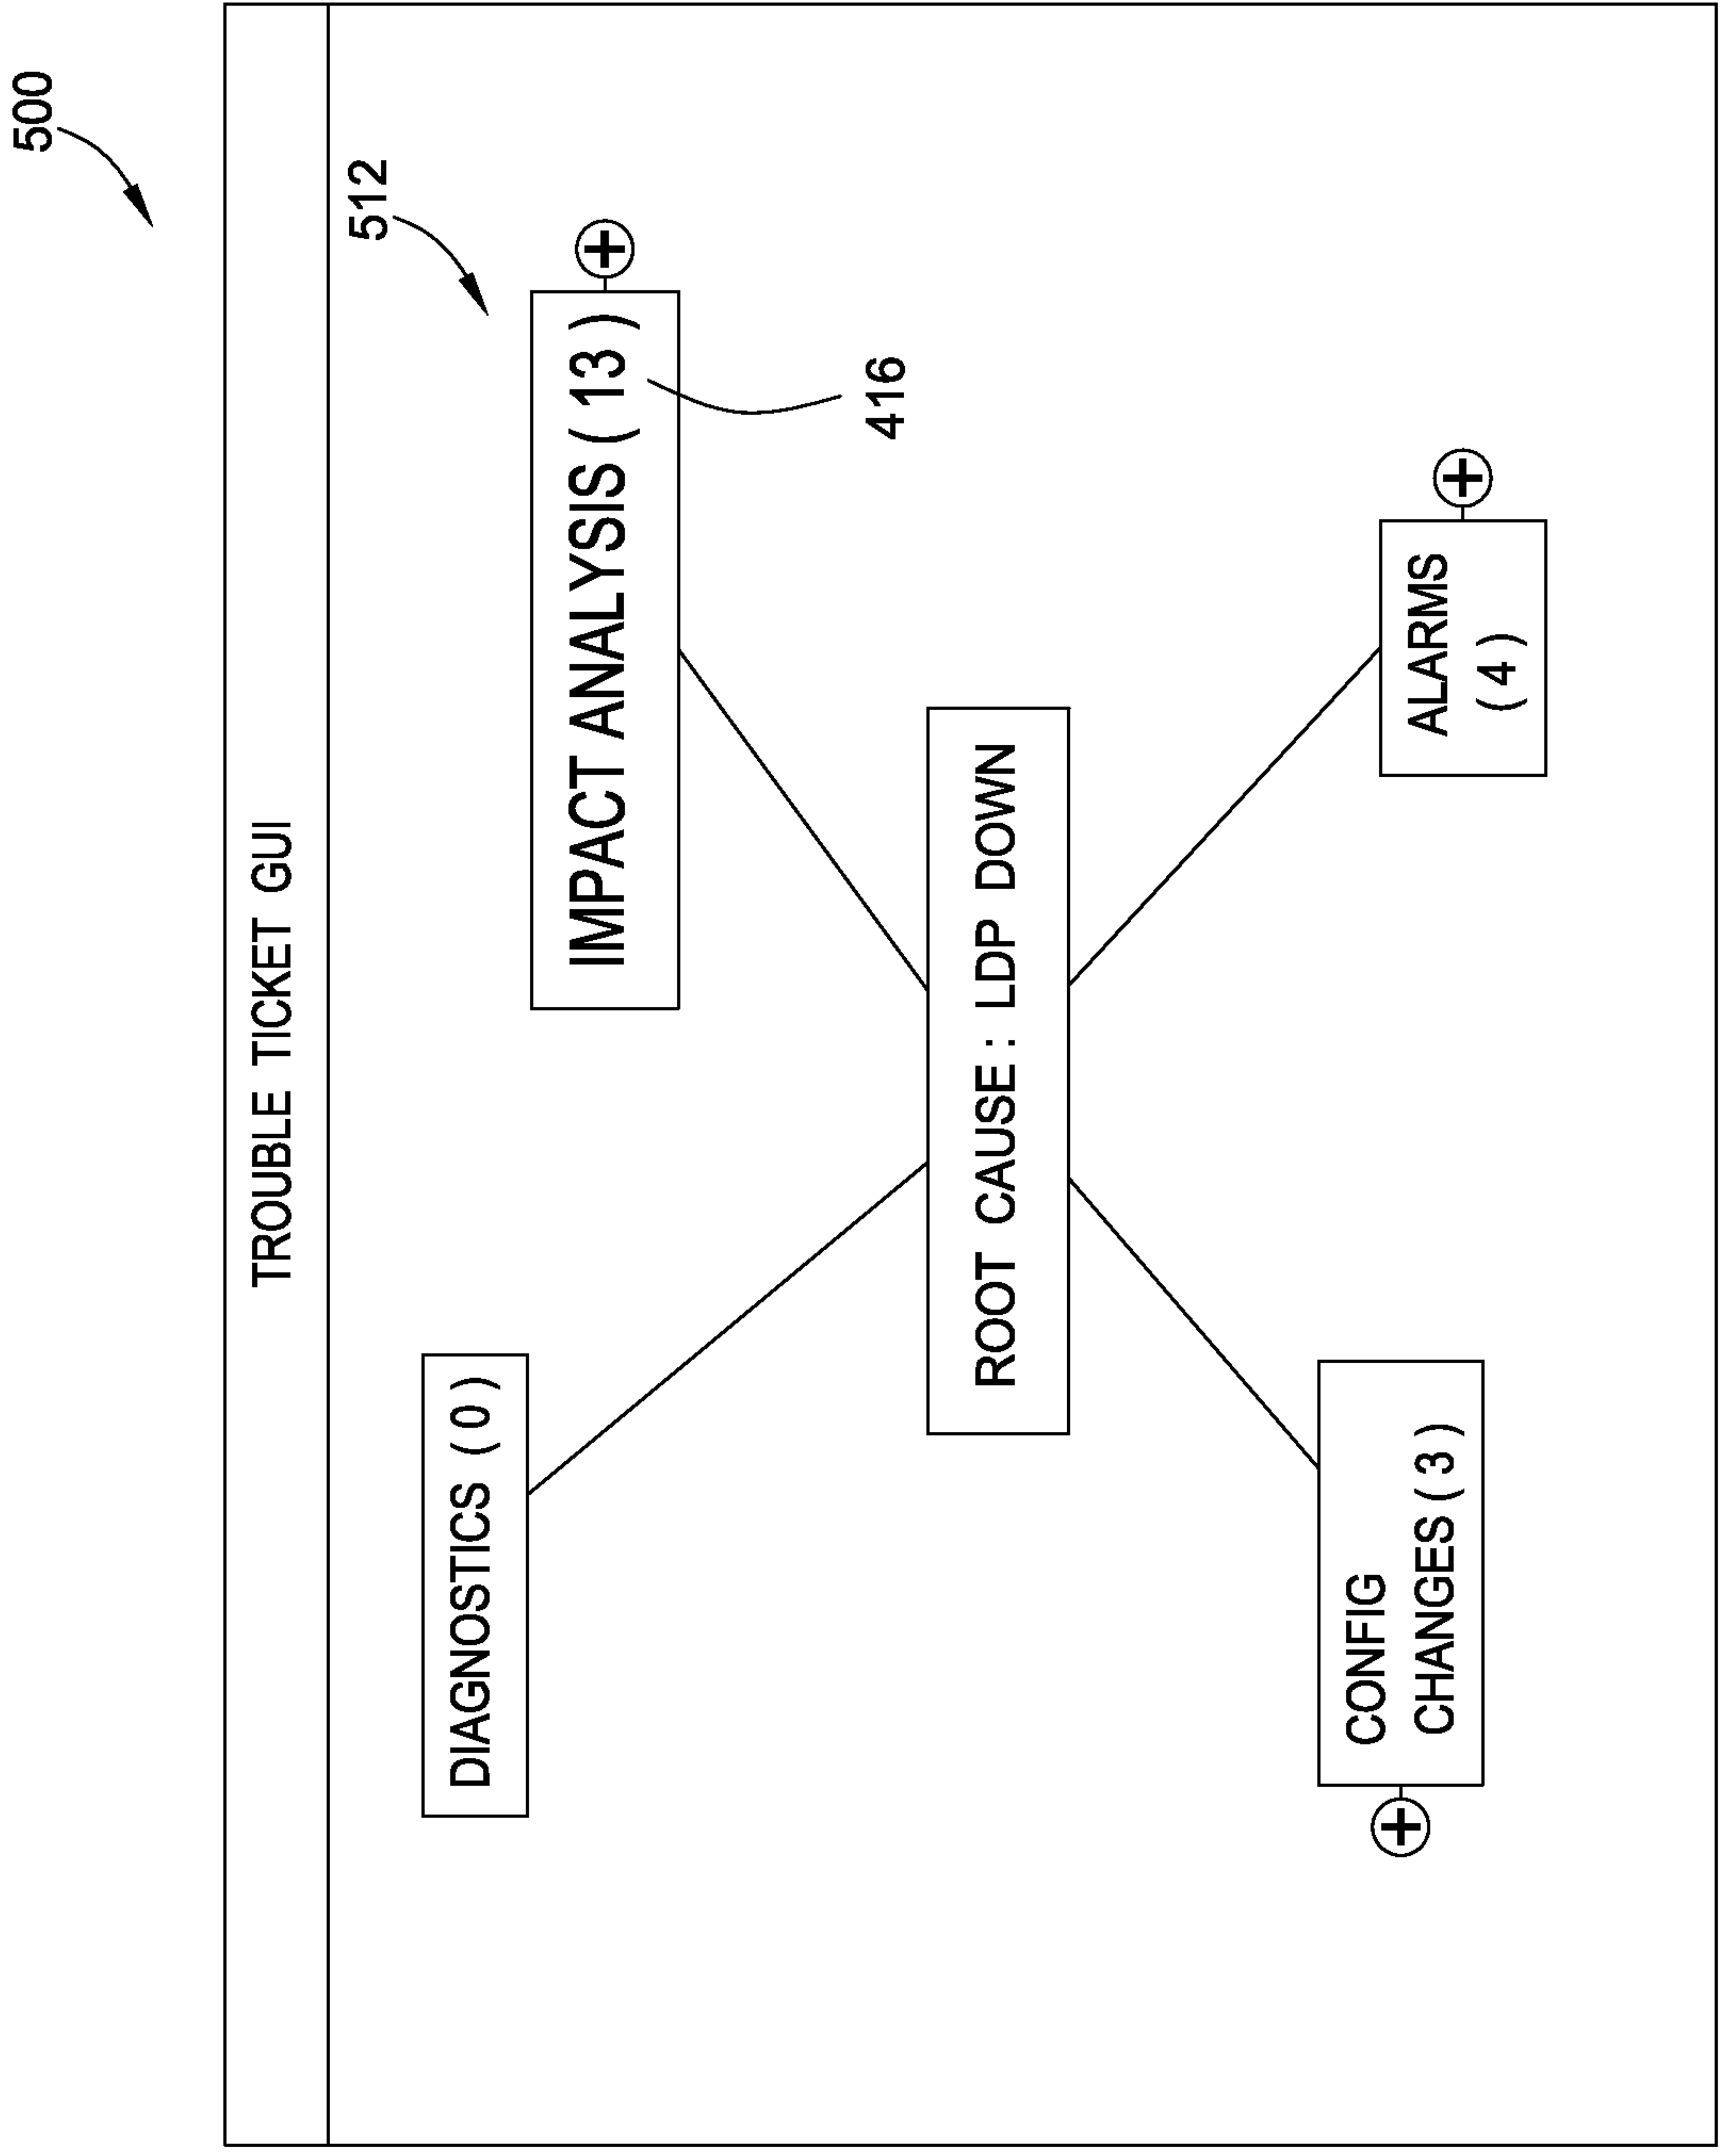 500
TROUBLE TICKET GUI
512
DIAGNOSTICS ( 0 )
IMPACT ANALYSIS ( 13 )
416
ROOT CAUSE : LDP DOWN
CONFIG
CHANGES ( 3 )
ALARMS
( 4 )